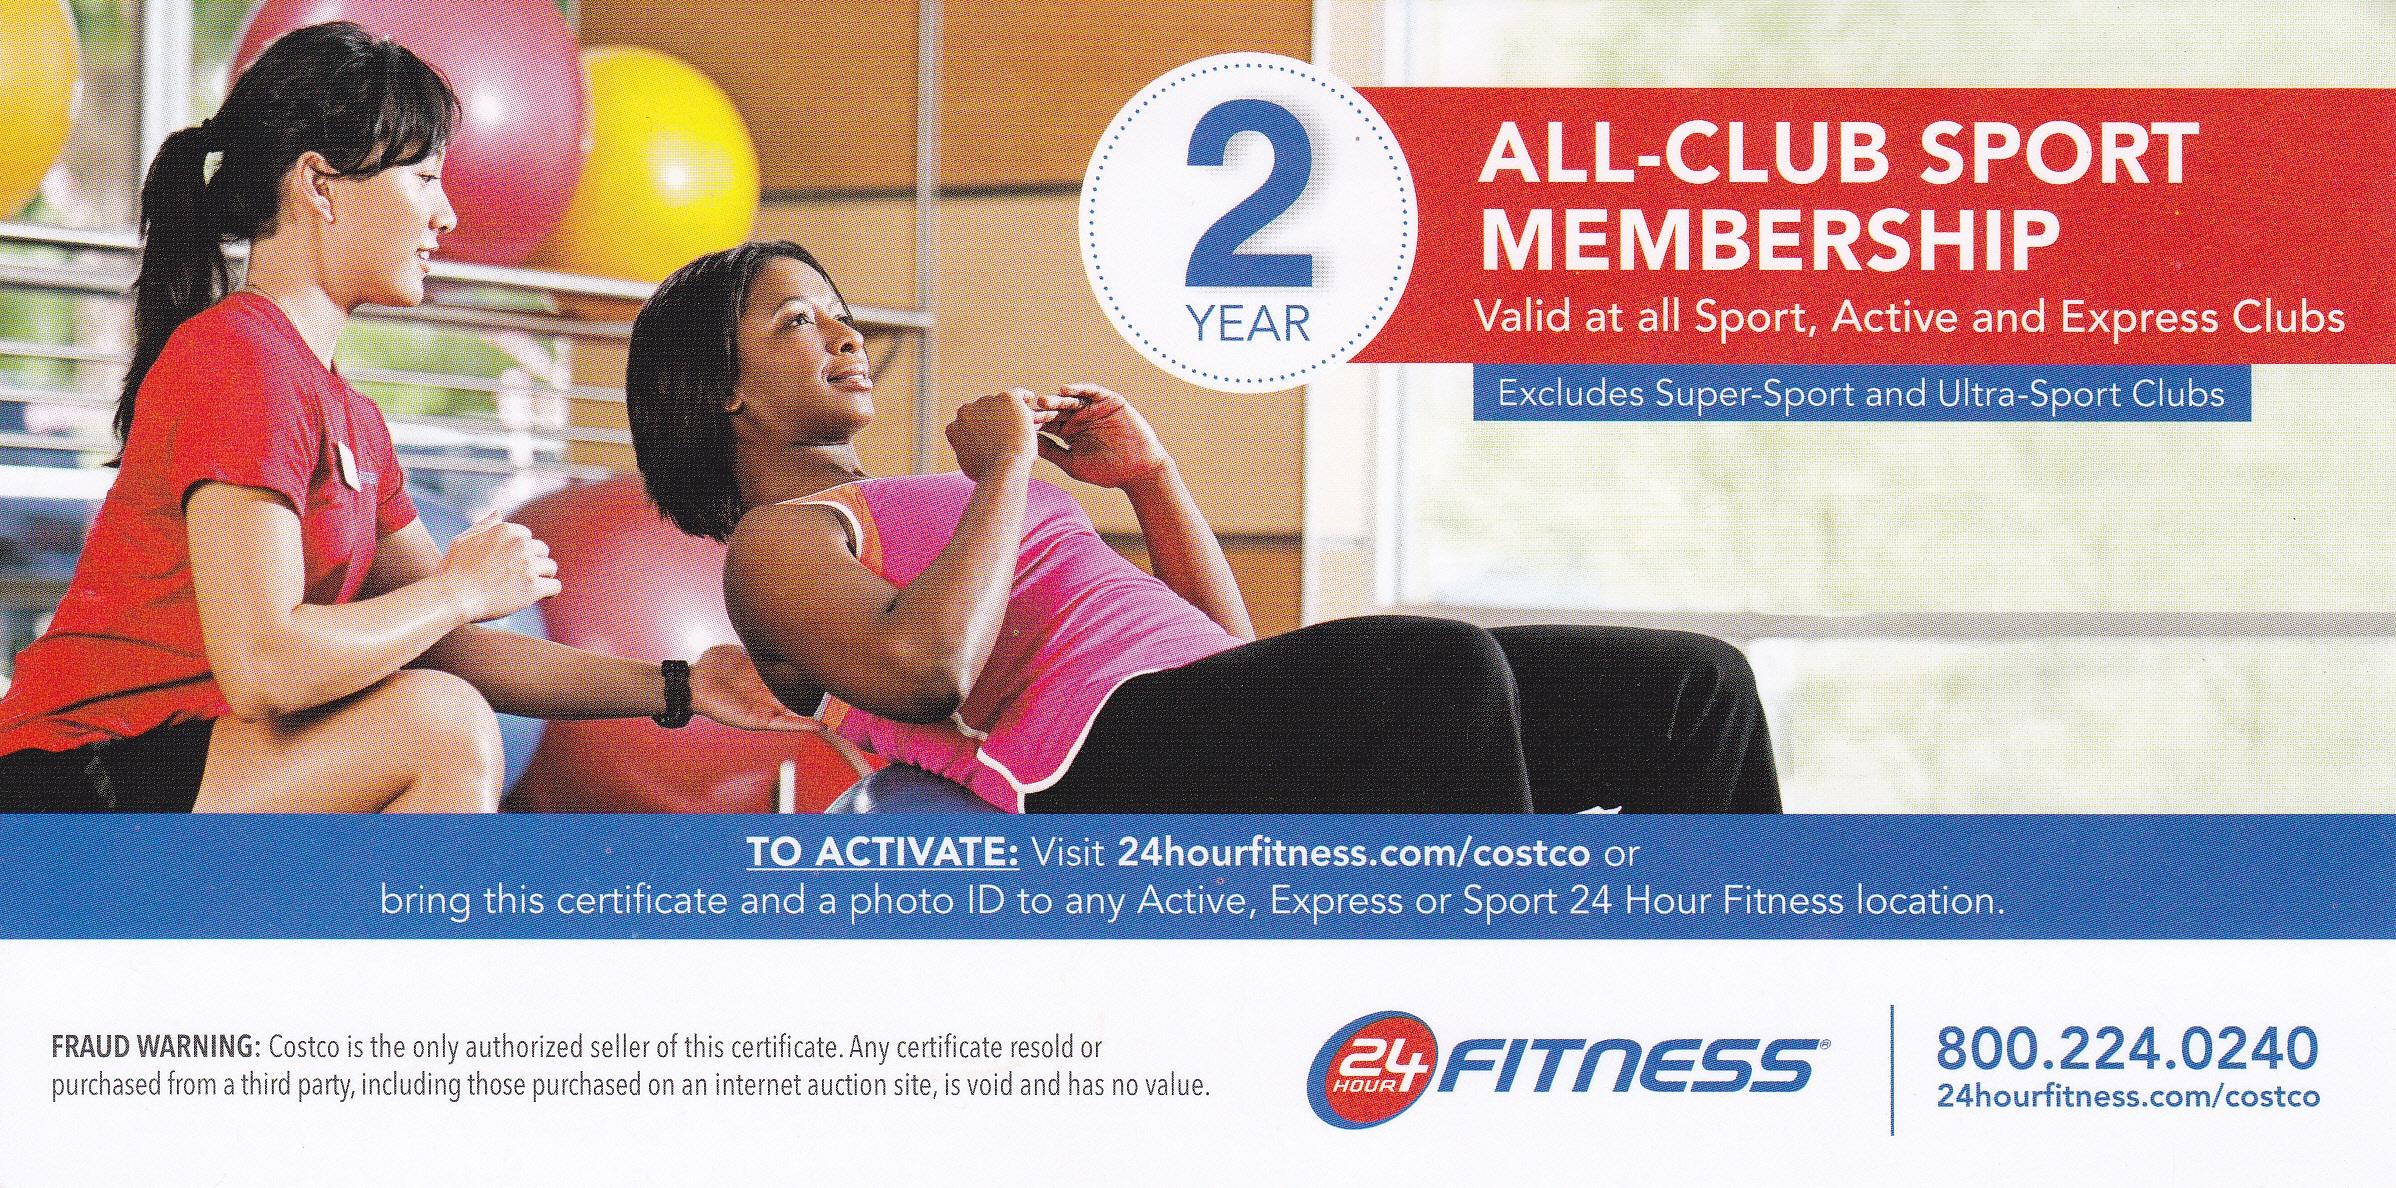 2
YEAR
ALL-CLUB SPORT
MEMBERSHIP
Valid at all Sport, Active and Express Clubs
Excludes Super-Sport and Ultra-Sport Clubs
TO ACTIVATE: Visit 24hourfitness.com/costco or
bring this certificate and a photo ID to any Active, Express or Sport 24 Hour Fitness location.
FRAUD WARNING: Costco is the only authorized seller of this certificate. Any certificate resold or
purchased from a third party, including those purchased on an internet auction site, is void and has no value.
24
HOUR
FITNESS®
800.224.0240
24hourfitness.com/costco